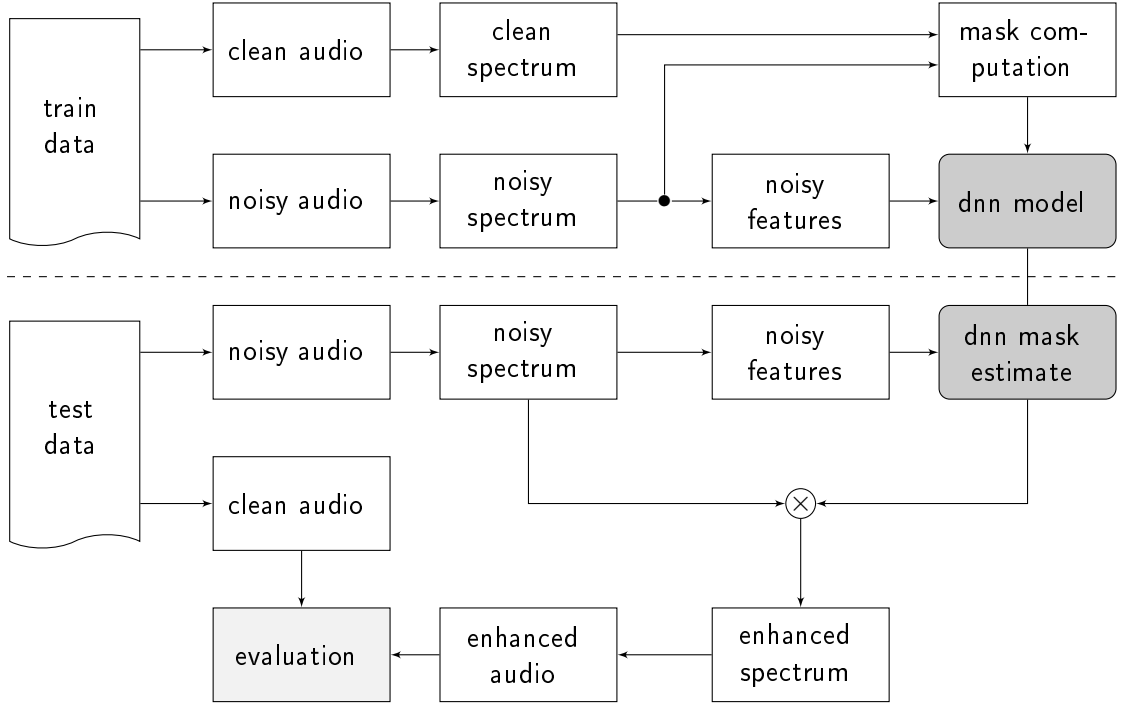 train
data
clean audio
clean
spectrum
mask com-
putation
noisy audio
noisy
spectrum
noisy
features
dnn model
test
data
noisy audio
noisy
spectrum
noisy
features
dnn mask
estimate
clean audio
evaluation
enhanced
audio
enhanced
spectrum